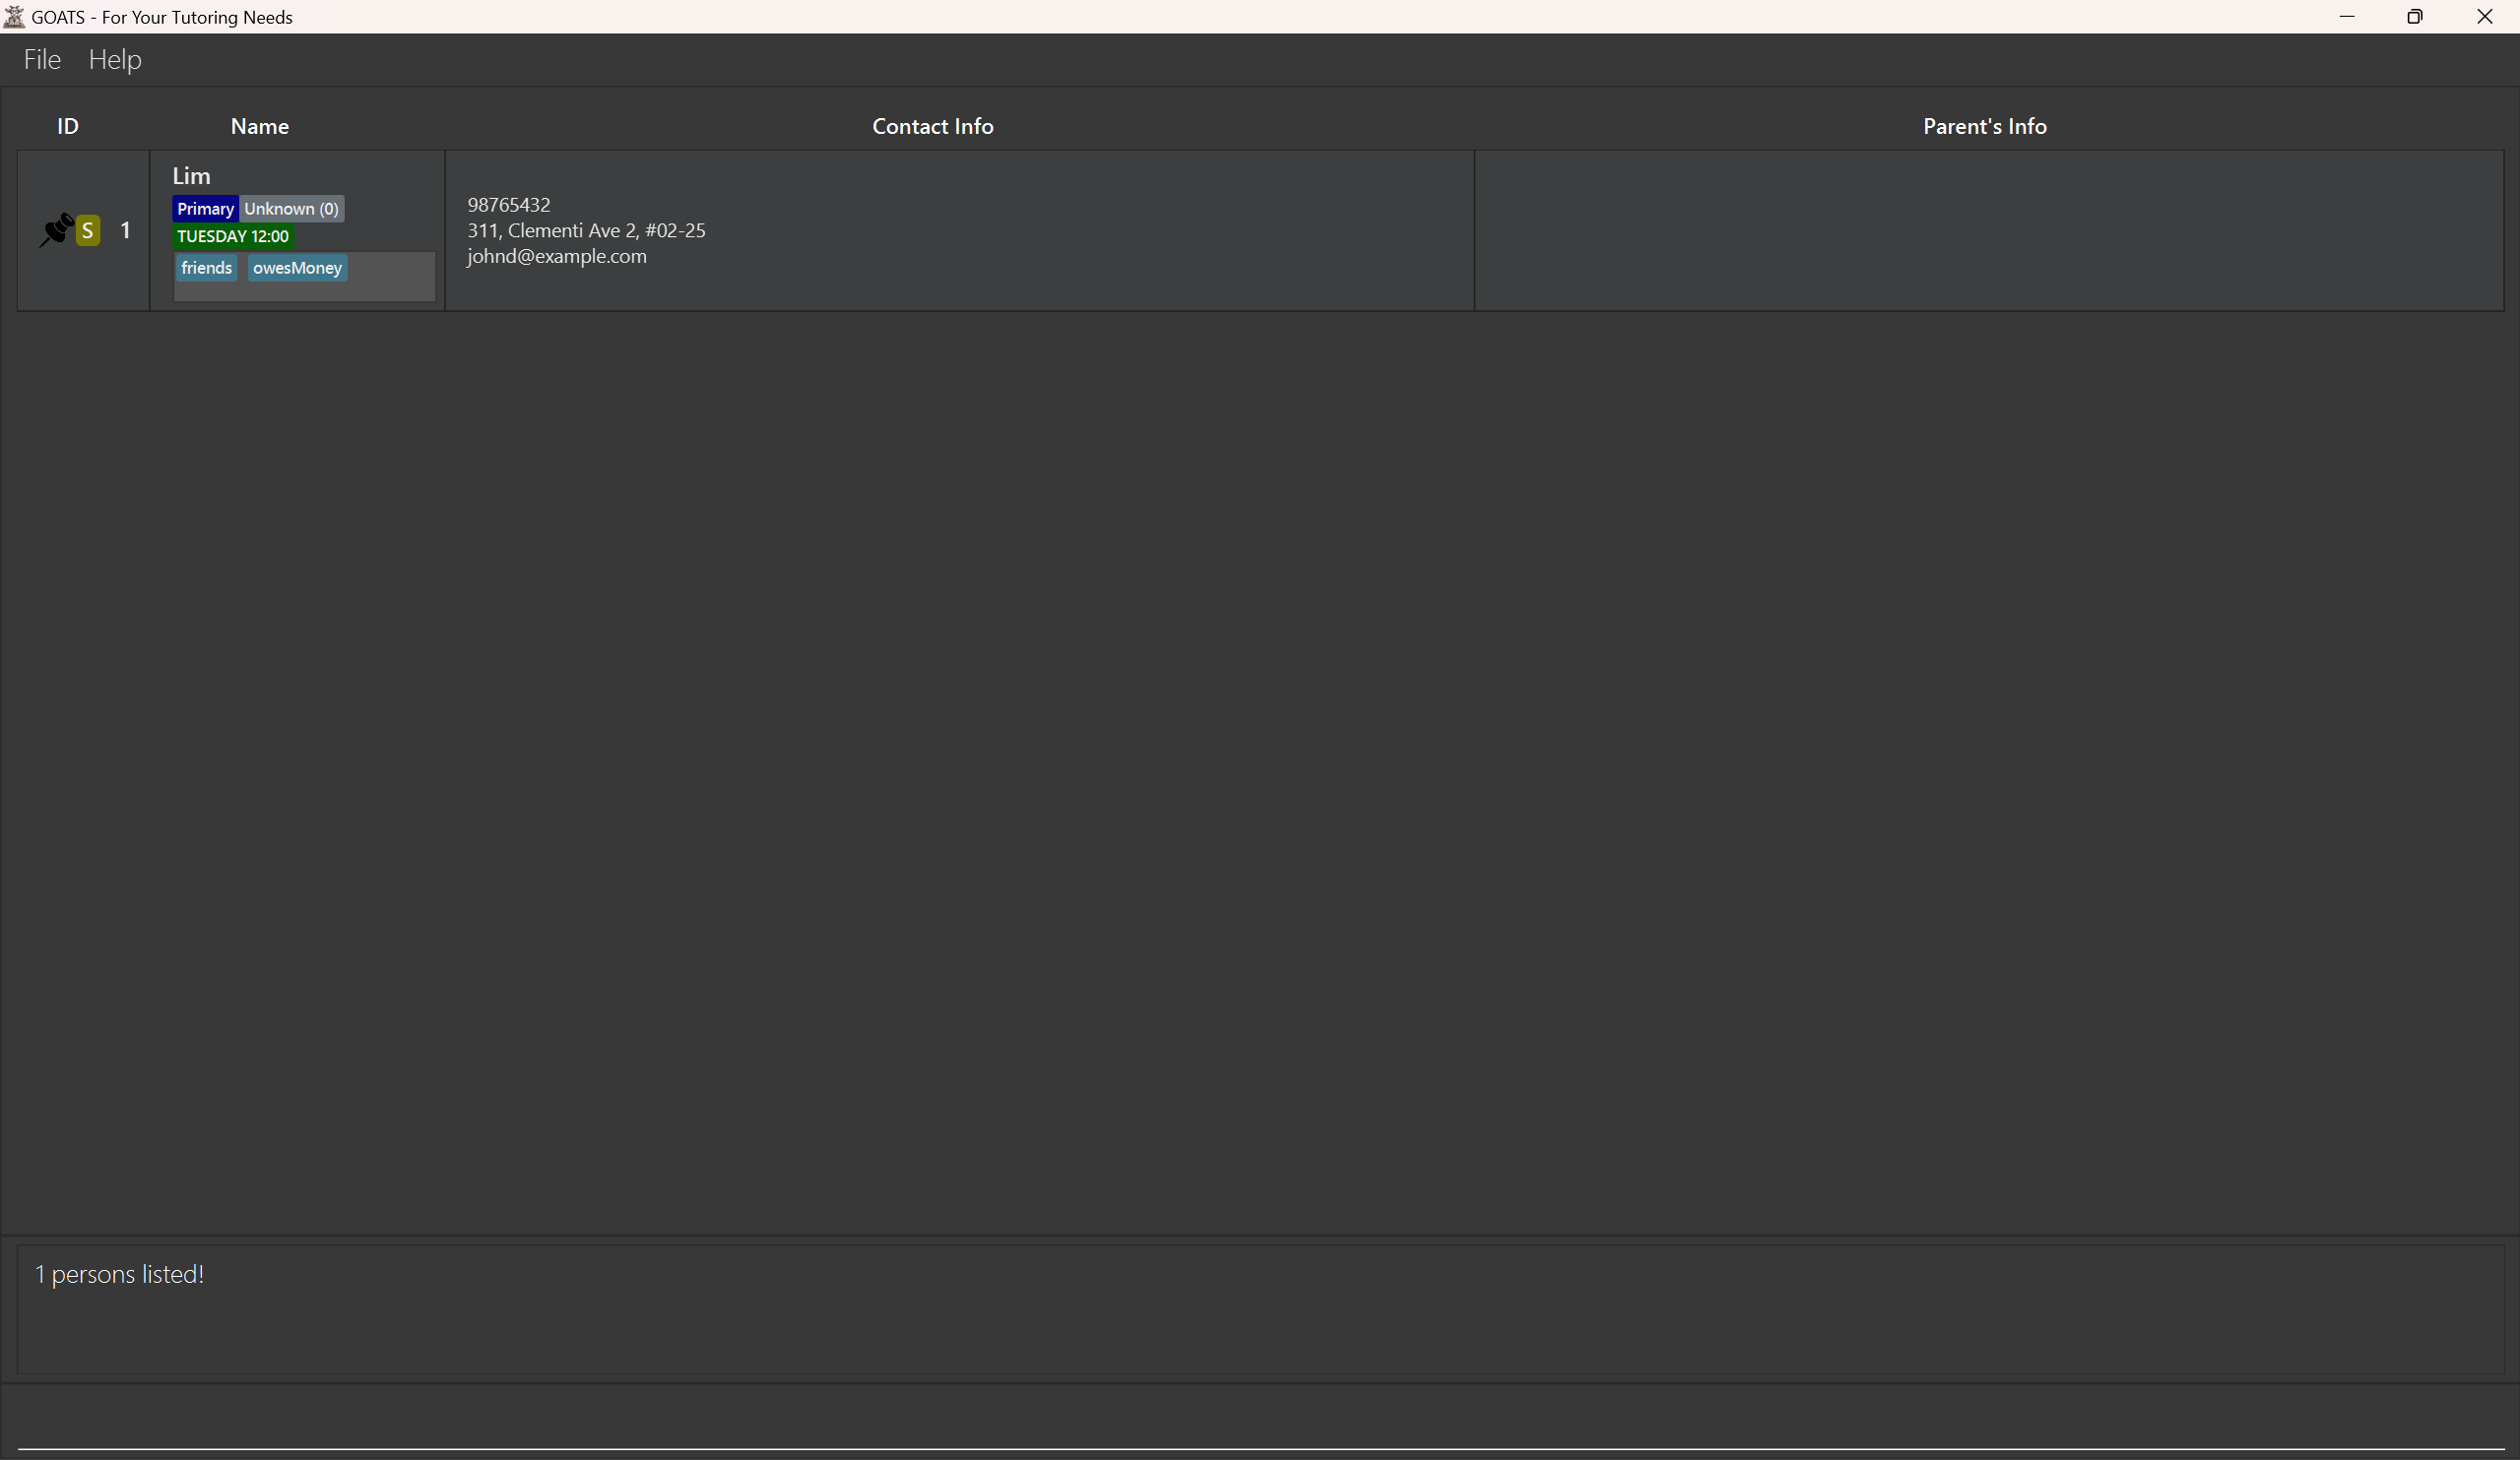 GOATS - For Your Tutoring Needs
File Help
ID Name Contact Info Parent's Info
Lim
Primary Unknown (0)
TUESDAY 12:00
friends owesMoney
S 1
98765432
311, Clementi Ave 2, #02-25
johnd@example.com
1 persons listed!